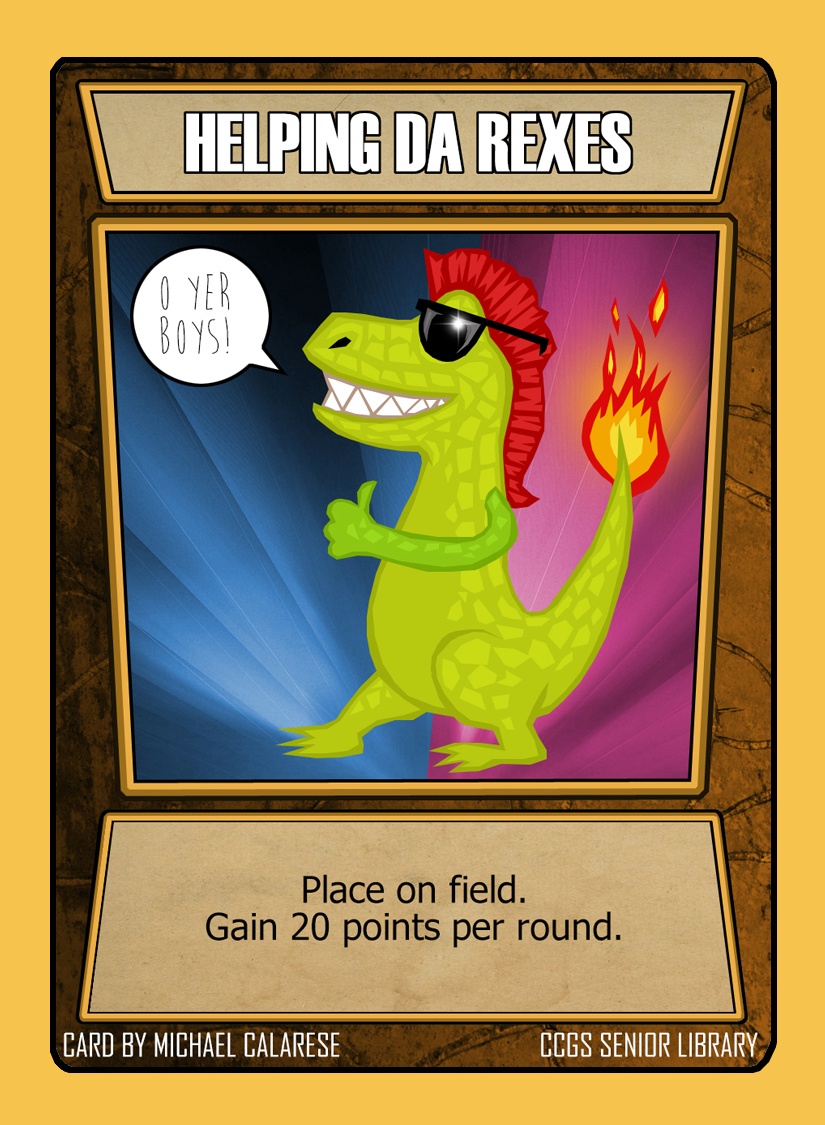 HELPING DA REXES
O YER
BOYS!
Place on field.
Gain 20 points per round.
CARD BY MICHAEL CALARESE
CCGS SENIOR LIBRARY